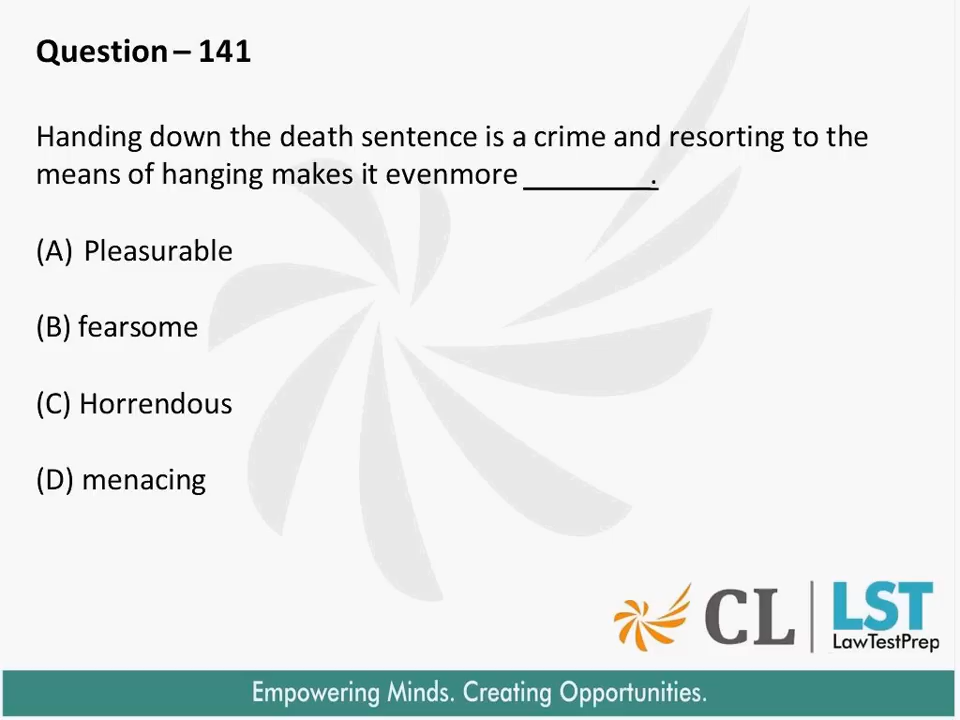 Question – 141
Handing down the death sentence is a crime and resorting to the
means of hanging makes it evenmore ________.
(A) Pleasurable
(B) fearsome
(C) Horrendous
(D) menacing
CL | LST
LawTestPrep
Empowering Minds. Creating Opportunities.